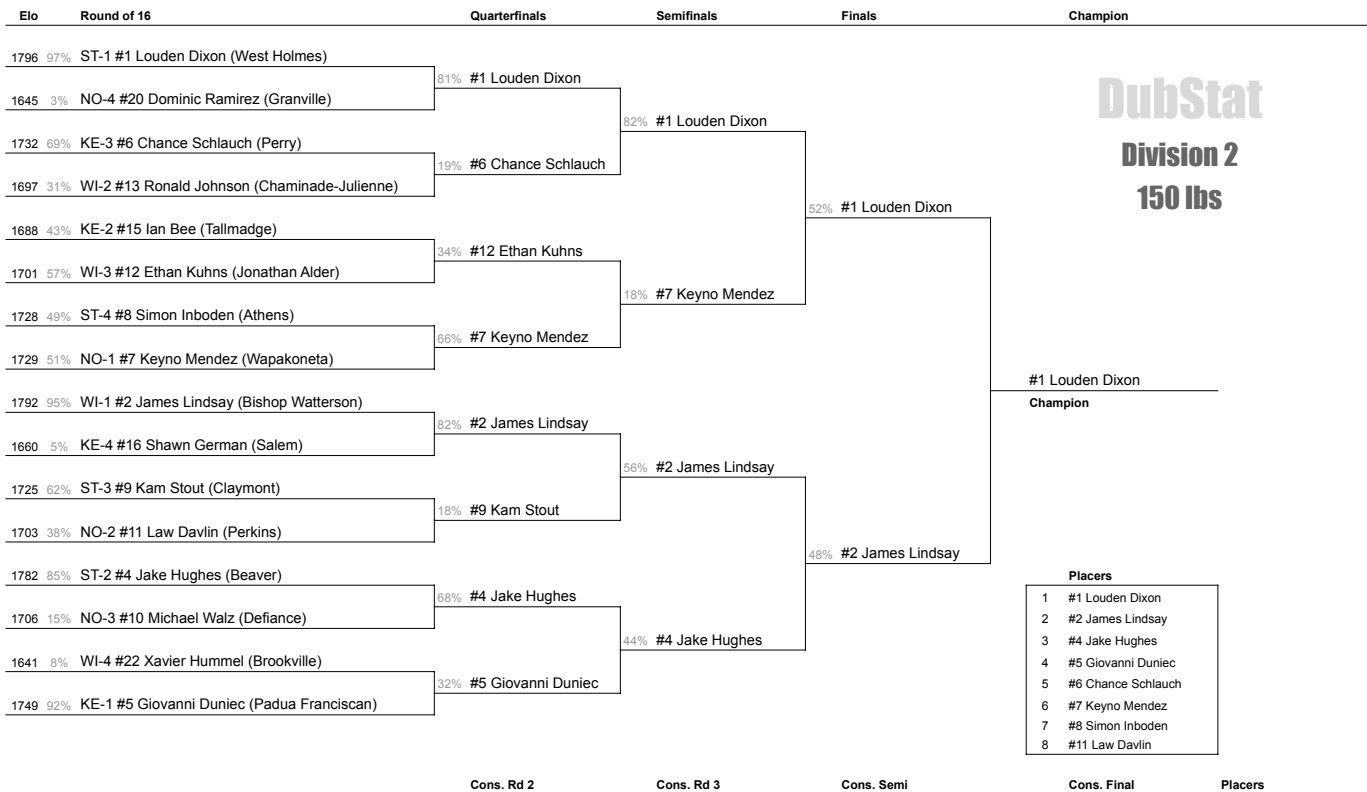 Elo Round of 16 Quarterfinals Semifinals Finals Champion
1796 97% ST-1 #1 Louden Dixon (West Holmes)
81% #1 Louden Dixon
1645 3% NO-4 #20 Dominic Ramirez (Granville)
82% #1 Louden Dixon
1732 69% KE-3 #6 Chance Schlauch (Perry)
19% #6 Chance Schlauch
1697 31% WI-2 #13 Ronald Johnson (Chaminade-Julienne)
52% #1 Louden Dixon
1688 43% KE-2 #15 Ian Bee (Tallmadge)
34% #12 Ethan Kuhns
1701 57% WI-3 #12 Ethan Kuhns (Jonathan Alder)
18% #7 Keyno Mendez
1728 49% ST-4 #8 Simon Inboden (Athens)
66% #7 Keyno Mendez
1729 51% NO-1 #7 Keyno Mendez (Wapakoneta)
#1 Louden Dixon
Champion
1792 95% WI-1 #2 James Lindsay (Bishop Watterson)
82% #2 James Lindsay
1660 5% KE-4 #16 Shawn German (Salem)
56% #2 James Lindsay
1725 62% ST-3 #9 Kam Stout (Claymont)
18% #9 Kam Stout
1703 38% NO-2 #11 Law Davlin (Perkins)
48% #2 James Lindsay
1782 85% ST-2 #4 Jake Hughes (Beaver)
68% #4 Jake Hughes
1706 15% NO-3 #10 Michael Walz (Defiance)
44% #4 Jake Hughes
1641 8% WI-4 #22 Xavier Hummel (Brookville)
32% #5 Giovanni Duniec
1749 92% KE-1 #5 Giovanni Duniec (Padua Franciscan)
DubStat
Division 2
150 lbs
Placers
1 #1 Louden Dixon
2 #2 James Lindsay
3 #4 Jake Hughes
4 #5 Giovanni Duniec
5 #6 Chance Schlauch
6 #7 Keyno Mendez
7 #8 Simon Inboden
8 #11 Law Davlin
Cons. Rd 2 Cons. Rd 3 Cons. Semi Cons. Final Placers